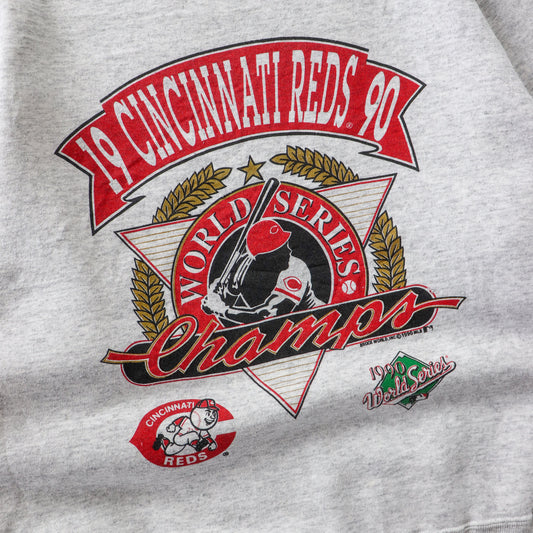 19 CINCINNATI REDS® 90
WORLD SERIES
Champs
1990
World Series
CINCINNATI
REDS